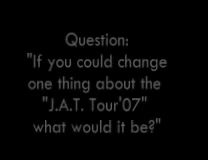 Question:
"If you could change
one thing about the
"J.A.T. Tour'07"
what would it be?"